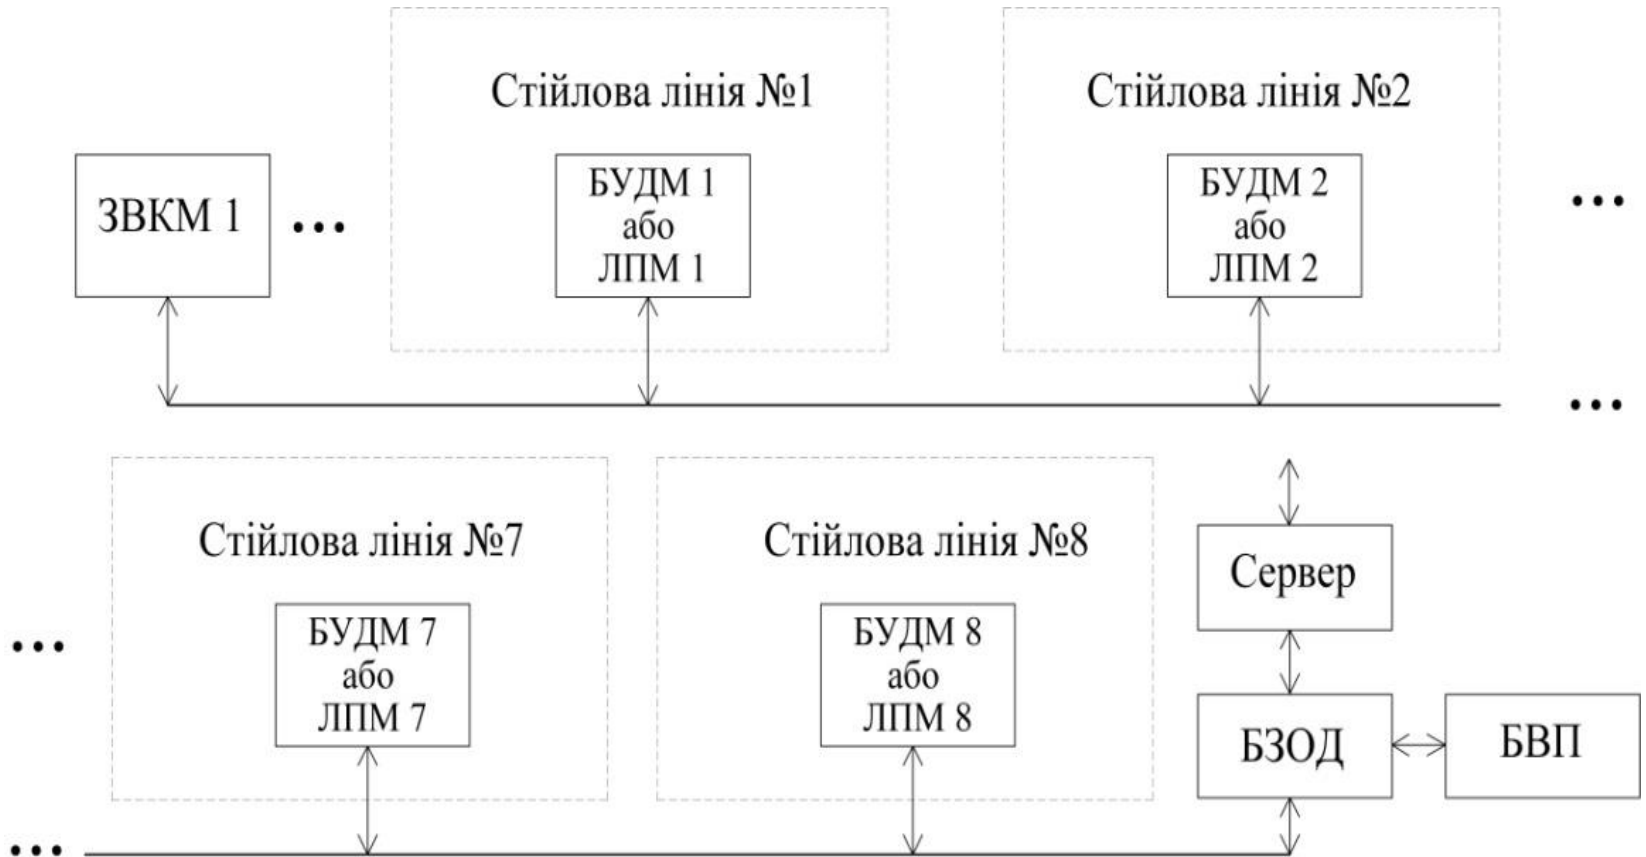 Стійлова лінія №1
Стійлова лінія №2
ЗВКМ 1
...
БУДМ 1
або
ЛПМ 1
БУДМ 2
або
ЛПМ 2
...
...
Стійлова лінія №7
Стійлова лінія №8
Сервер
...
БУДМ 7
або
ЛПМ 7
БУДМ 8
або
ЛПМ 8
БЗОД
БВП
...